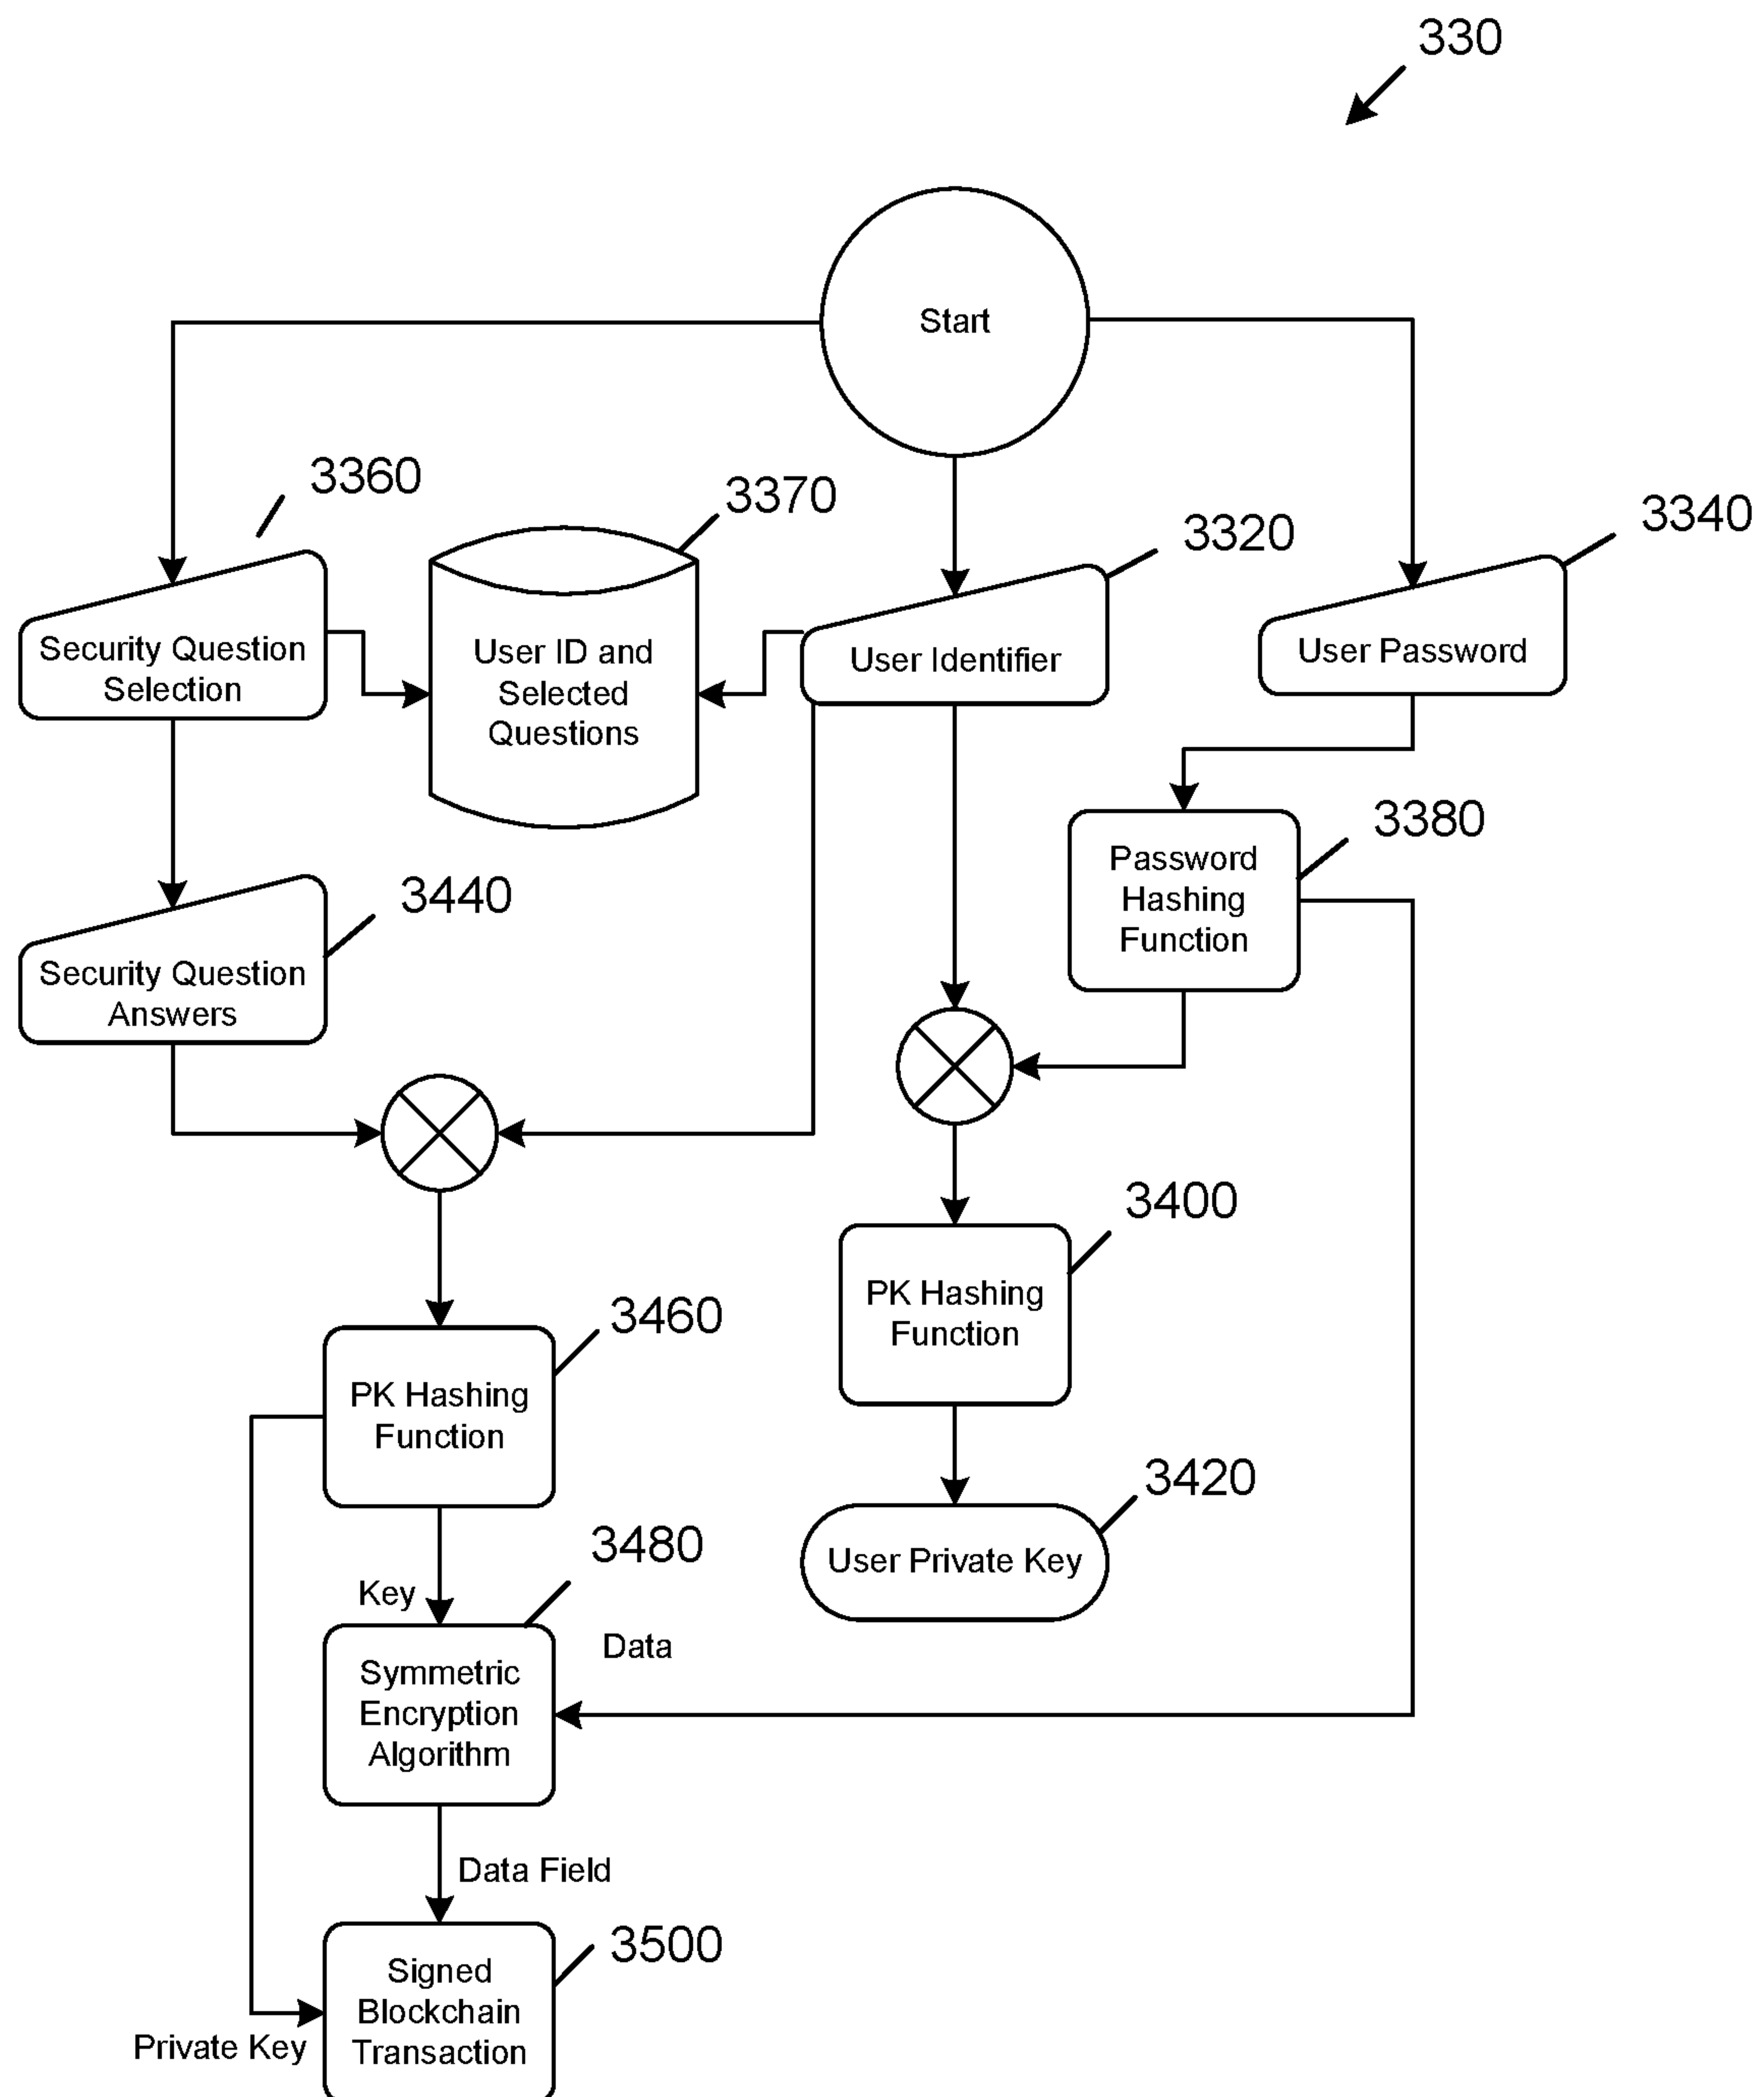 330
Start
3360
3370
3320
3340
Security Question
Selection
User ID and
Selected
Questions
User Identifier
User Password
3380
Password
Hashing
Function
3440
Security Question
Answers
3400
PK Hashing
Function
3460
PK Hashing
Function
3420
User Private Key
3480
Key
Data
Symmetric
Encryption
Algorithm
Data Field
3500
Signed
Blockchain
Transaction
Private Key